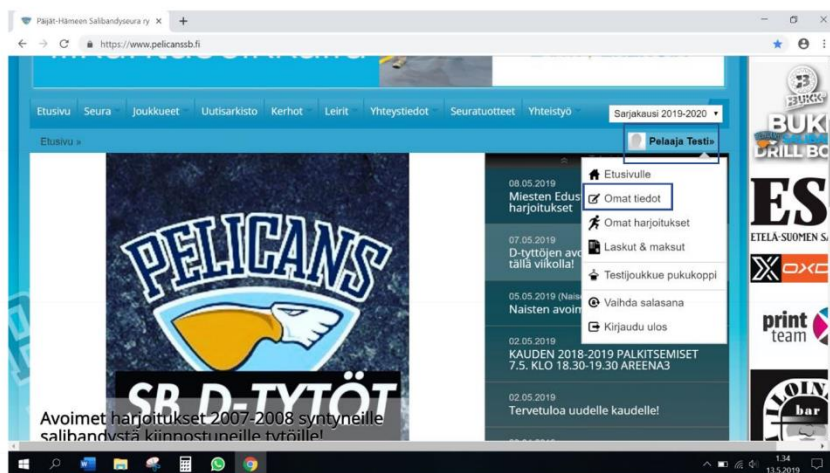 Päijät-Hämeen Salibandyseura ry
https://www.pelicanssb.fi
Etusivu Seura Joukkueet Uutisarkisto Kerhot Leirit Yhteystiedot Seuratuotteet Yhteistyö
Sarjakausi 2019-2020
Etusivu »
Pelaaja Testi»
Etusivulle
Omat tiedot
Omat harjoitukset
Laskut & maksut
Testijoukkue pukukoppi
Vaihda salasana
Kirjaudu ulos
08.05.2019
Miesten Edus
harjoitukset
07.05.2019
D-tyttöjen avo
tällä viikolla!
05.05.2019 (Nais
Naisten avoim
02.05.2019
KAUDEN 2018-2019 PALKITSEMISET
7.5. KLO 18.30-19.30 AREENA3
02.05.2019
Tervetuloa uudelle kaudelle!
PELICANS
SB D-TYTÖT
Avoimet harjoitukset 2007-2008 syntyneille
salibandystä kiinnostuneille tytöille!
DRILL BO
ES
ETELÄ-SUOMEN S
OXD
print
team
bar
1.34
13.5.2019